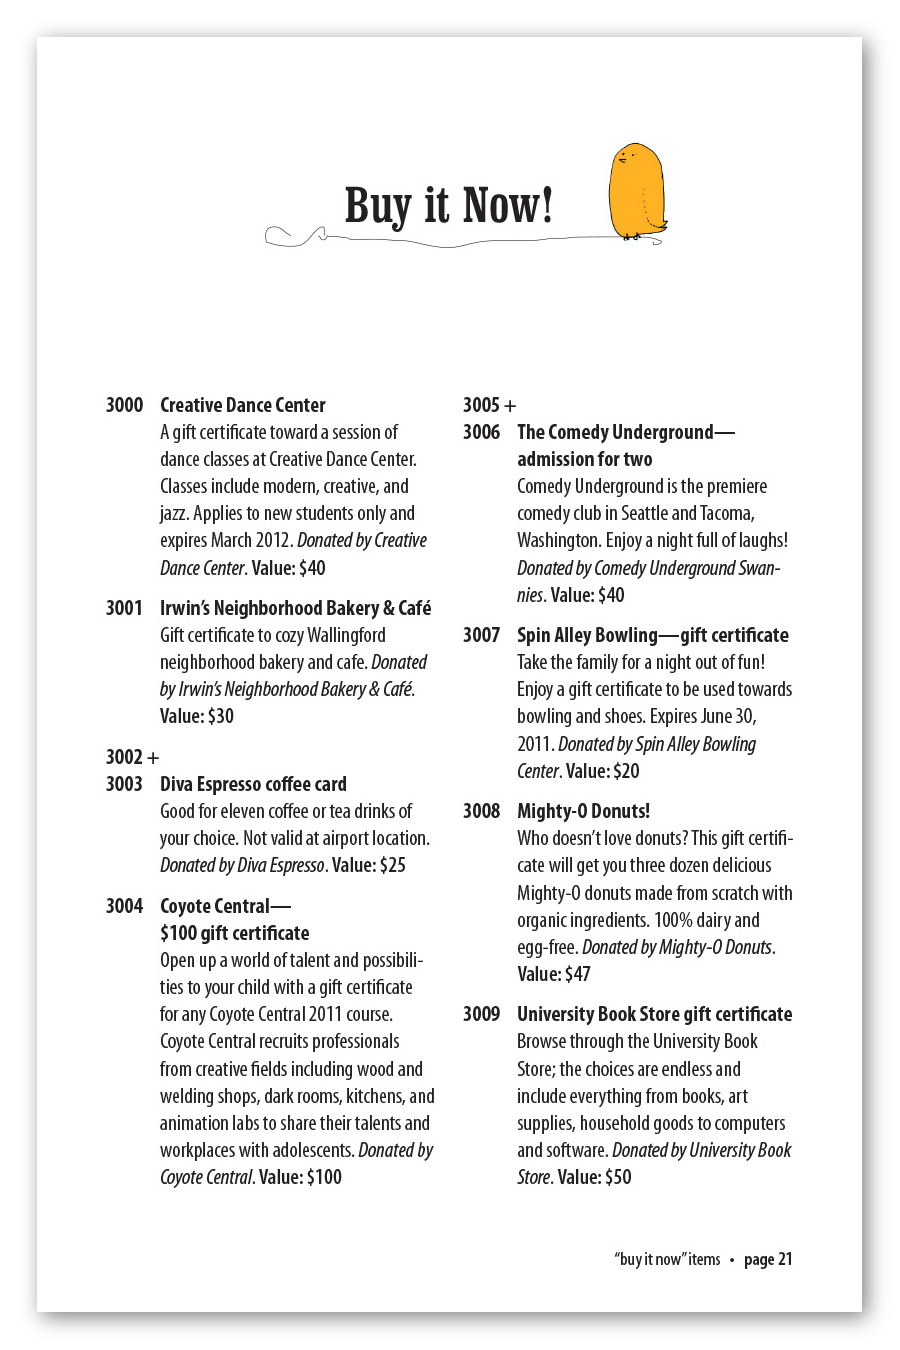 Buy it Now!
3000 Creative Dance Center
A gift certificate toward a session of
dance classes at Creative Dance Center.
Classes include modern, creative, and
jazz. Applies to new students only and
expires March 2012. Donated by Creative
Dance Center. Value: $40
3001 Irwin’s Neighborhood Bakery & Café
Gift certificate to cozy Wallingford
neighborhood bakery and cafe. Donated
by Irwin’s Neighborhood Bakery & Café.
Value: $30
3002 +
3003 Diva Espresso coffee card
Good for eleven coffee or tea drinks of
your choice. Not valid at airport location.
Donated by Diva Espresso. Value: $25
3004 Coyote Central—
$100 gift certificate
Open up a world of talent and possibili-
ties to your child with a gift certificate
for any Coyote Central 2011 course.
Coyote Central recruits professionals
from creative fields including wood and
welding shops, dark rooms, kitchens, and
animation labs to share their talents and
workplaces with adolescents. Donated by
Coyote Central. Value: $100
3005 +
3006 The Comedy Underground—
admission for two
Comedy Underground is the premiere
comedy club in Seattle and Tacoma,
Washington. Enjoy a night full of laughs!
Donated by Comedy Underground Swan-
nies. Value: $40
3007 Spin Alley Bowling—gift certificate
Take the family for a night out of fun!
Enjoy a gift certificate to be used towards
bowling and shoes. Expires June 30,
2011. Donated by Spin Alley Bowling
Center. Value: $20
3008 Mighty-O Donuts!
Who doesn’t love donuts? This gift certifi-
cate will get you three dozen delicious
Mighty-O donuts made from scratch with
organic ingredients. 100% dairy and
egg-free. Donated by Mighty-O Donuts.
Value: $47
3009 University Book Store gift certificate
Browse through the University Book
Store; the choices are endless and
include everything from books, art
supplies, household goods to computers
and software. Donated by University Book
Store. Value: $50
“buy it now” items • page 21